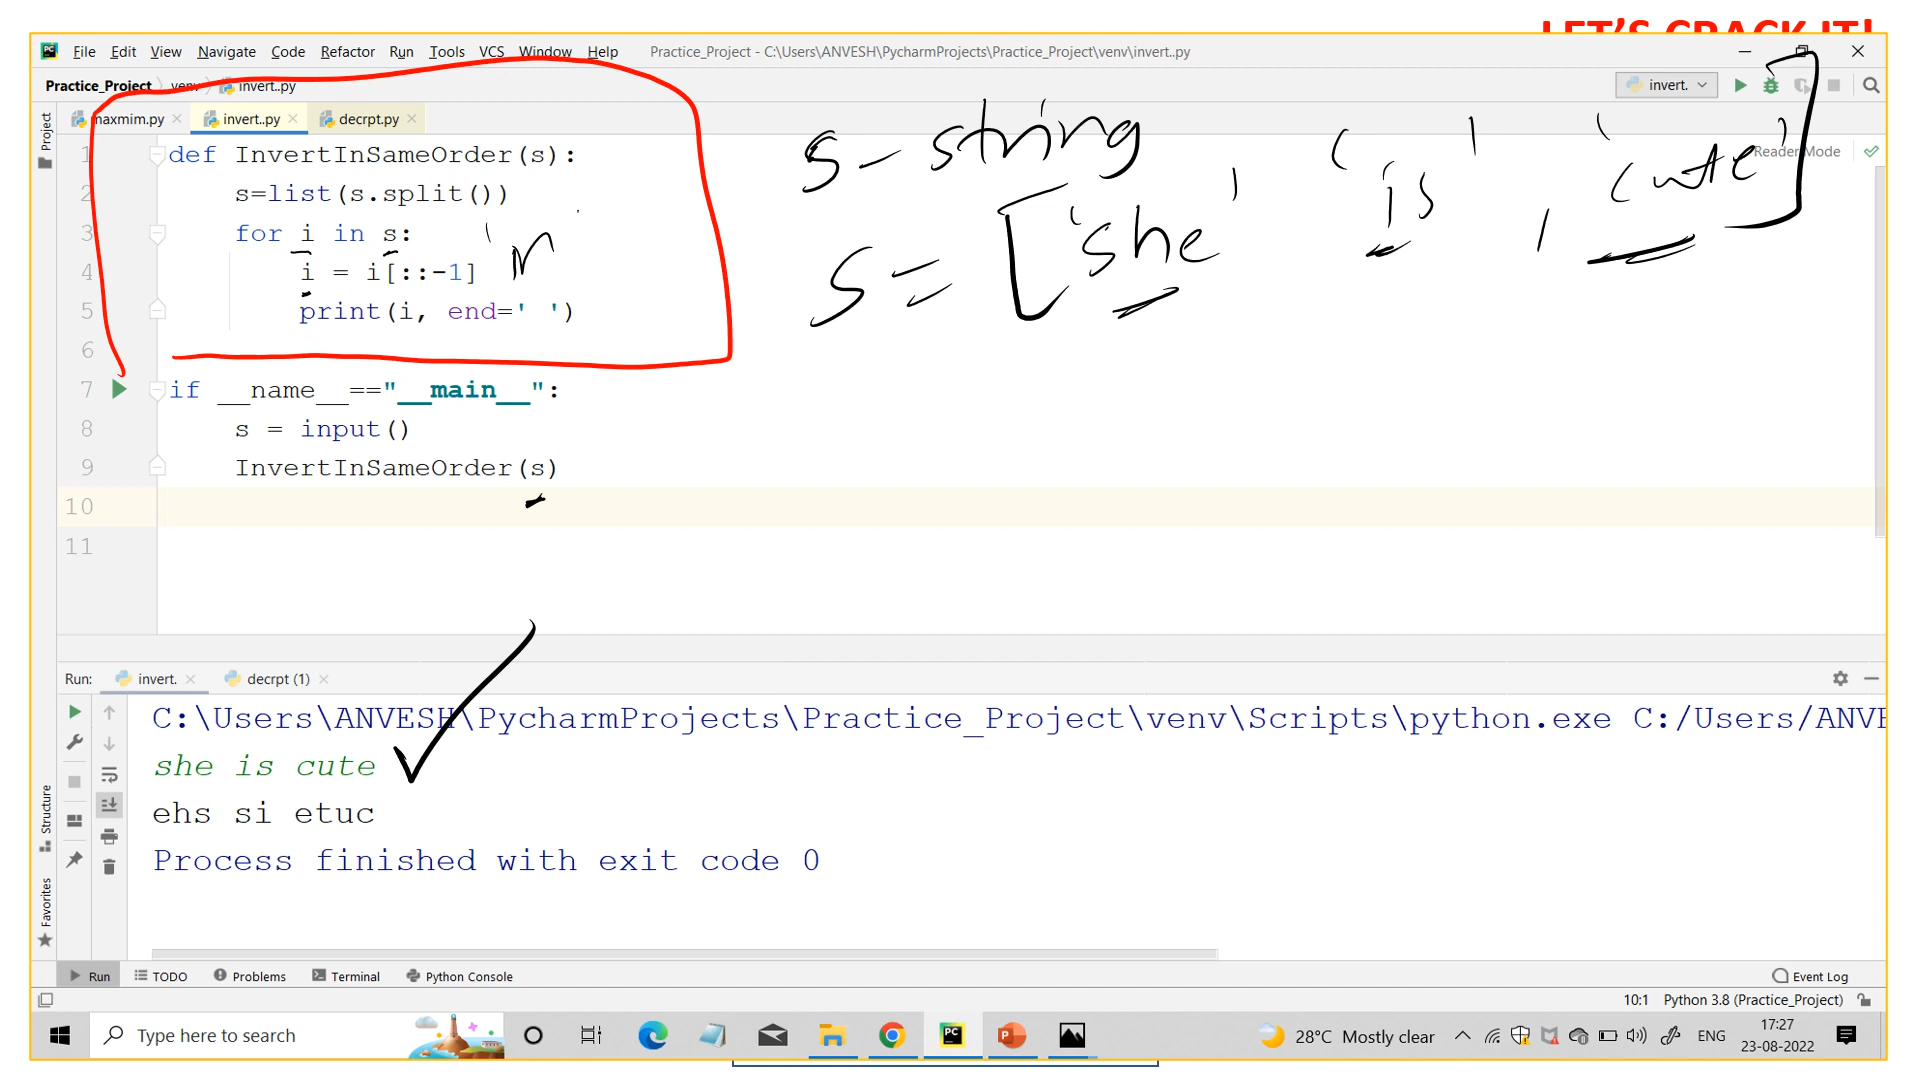 LET'S CRACK IT!
File Edit View Navigate Code Refactor Run Tools VCS Window Help Practice_Project - C:\Users\ANVESH\PycharmProjects\Practice_Project\venv\invert..py
Practice_Project venv invert..py invert.
maxmim.py invert..py decrpt.py
Project
Reader Mode
1 def InvertInSameOrder(s):
2 s=list(s.split())
3 for i in s:
4 i = i[::-1]
5 print(i, end=' ')
6
7 if __name__=="__main__":
8 s = input()
9 InvertInSameOrder(s)
10
11
s - string
s = ['she', 'is', 'cute']
Run: invert. decrpt (1)
C:\Users\ANVESH\PycharmProjects\Practice_Project\venv\Scripts\python.exe C:/Users/ANVE
she is cute
ehs si etuc
Process finished with exit code 0
Structure
Favorites
Run TODO Problems Terminal Python Console Event Log
10:1 Python 3.8 (Practice_Project)
Type here to search 28°C Mostly clear ENG 17:27
23-08-2022